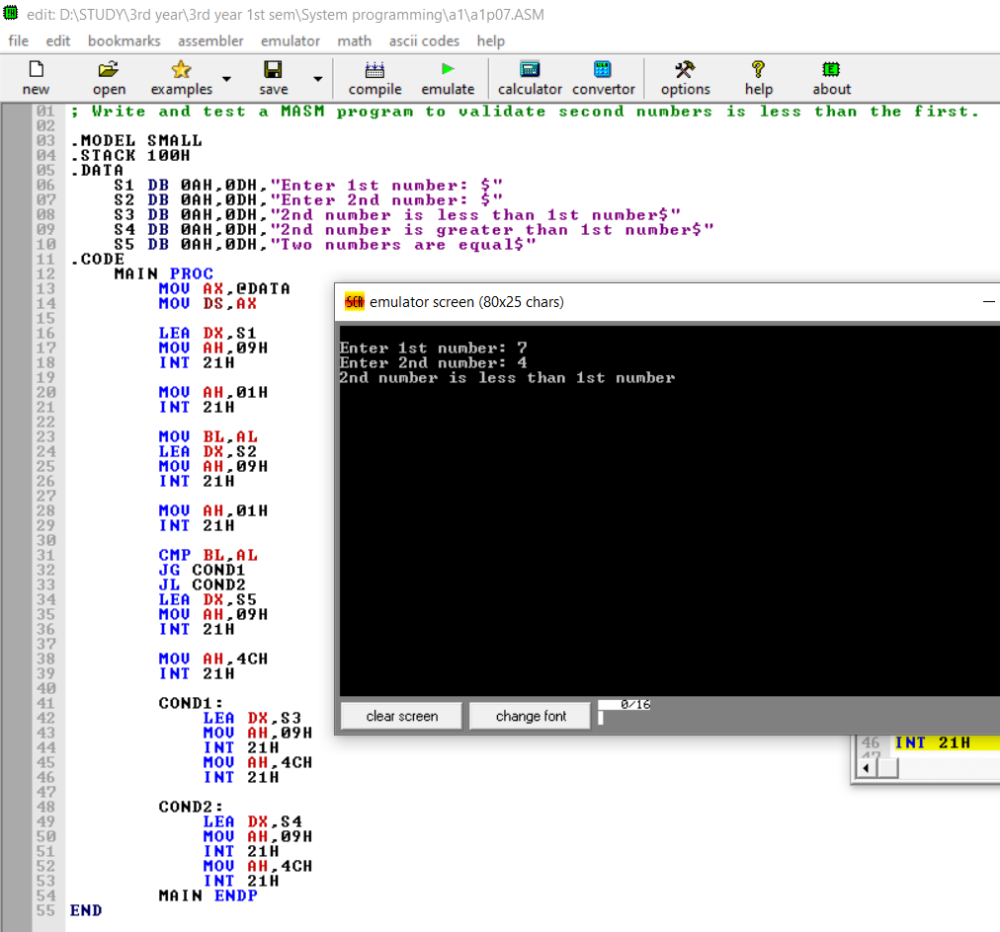 edit: D:\STUDY\3rd year\3rd year 1st sem\System programming\a1\a1p07.ASM
file edit bookmarks assembler emulator math ascii codes help
new open examples save compile emulate calculator convertor options help about
01 ; Write and test a MASM program to validate second numbers is less than the first.
02
03 .MODEL SMALL
04 .STACK 100H
05 .DATA
06 S1 DB 0AH,0DH,"Enter 1st number: $"
07 S2 DB 0AH,0DH,"Enter 2nd number: $"
08 S3 DB 0AH,0DH,"2nd number is less than 1st number$"
09 S4 DB 0AH,0DH,"2nd number is greater than 1st number$"
10 S5 DB 0AH,0DH,"Two numbers are equal$"
11 .CODE
12 MAIN PROC
13 MOV AX,@DATA
14 MOV DS,AX
15
16 LEA DX,S1
17 MOV AH,09H
18 INT 21H
19
20 MOV AH,01H
21 INT 21H
22
23 MOV BL,AL
24 LEA DX,S2
25 MOV AH,09H
26 INT 21H
27
28 MOV AH,01H
29 INT 21H
30
31 CMP BL,AL
32 JG COND1
33 JL COND2
34 LEA DX,S5
35 MOV AH,09H
36 INT 21H
37
38 MOV AH,4CH
39 INT 21H
40
41 COND1:
42 LEA DX,S3
43 MOV AH,09H
44 INT 21H
45 MOV AH,4CH
46 INT 21H
47
48 COND2:
49 LEA DX,S4
50 MOV AH,09H
51 INT 21H
52 MOV AH,4CH
53 INT 21H
54 MAIN ENDP
55 END
SCR emulator screen (80x25 chars)
Enter 1st number: 7
Enter 2nd number: 4
2nd number is less than 1st number
clear screen change font 0/16
46 INT 21H
47